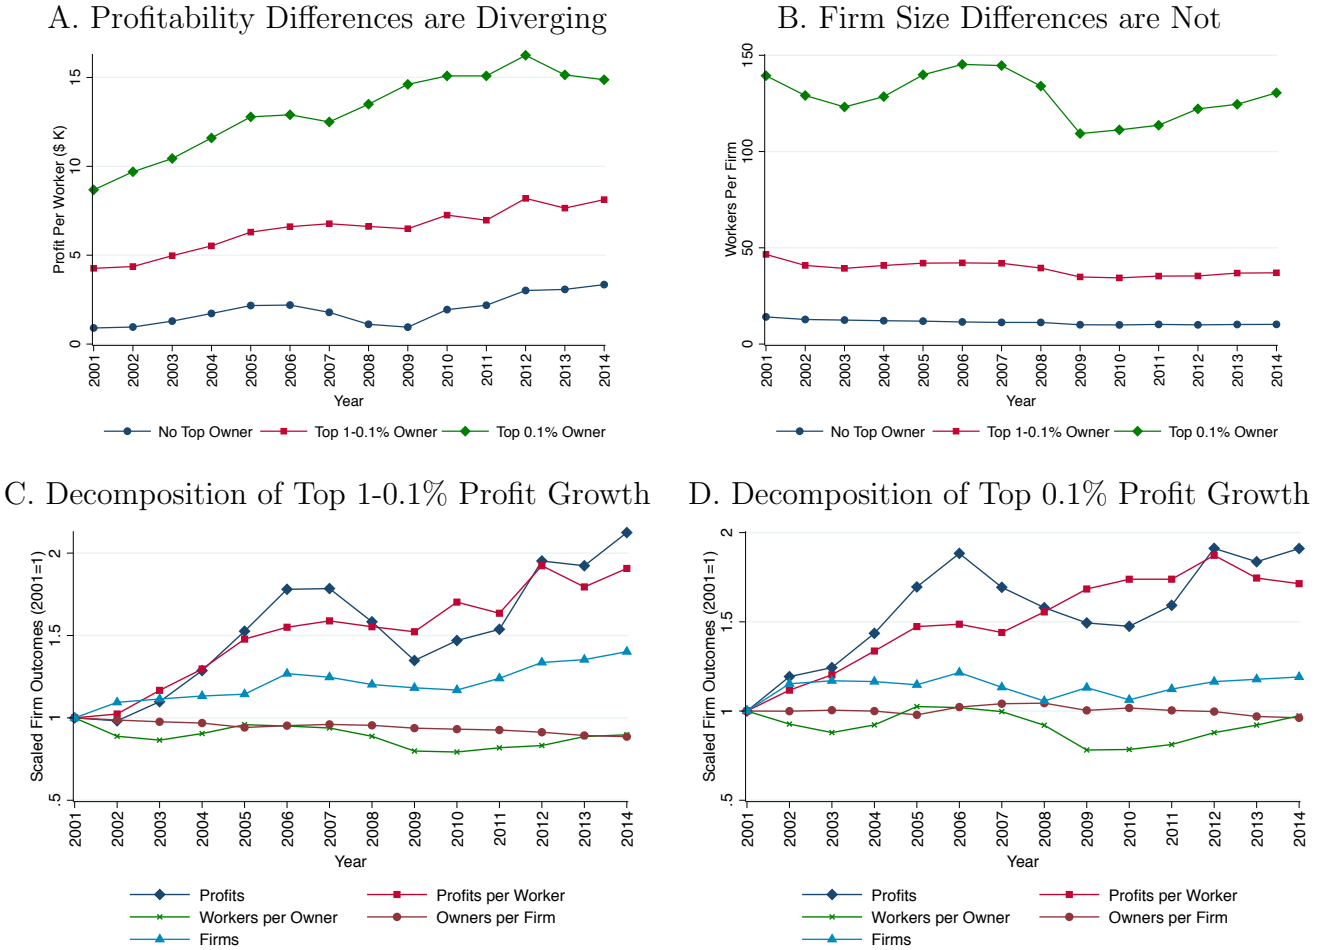 A. Profitability Differences are Diverging
Profit Per Worker ($ K)
15
10
5
0
2001 2002 2003 2004 2005 2006 2007 2008 2009 2010 2011 2012 2013 2014
Year
No Top Owner Top 1-0.1% Owner Top 0.1% Owner
B. Firm Size Differences are Not
Workers Per Firm
150
100
50
0
2001 2002 2003 2004 2005 2006 2007 2008 2009 2010 2011 2012 2013 2014
Year
No Top Owner Top 1-0.1% Owner Top 0.1% Owner
C. Decomposition of Top 1-0.1% Profit Growth
Scaled Firm Outcomes (2001=1)
2
1.5
1
.5
2001 2002 2003 2004 2005 2006 2007 2008 2009 2010 2011 2012 2013 2014
Year
Profits Profits per Worker
Workers per Owner Owners per Firm
Firms
D. Decomposition of Top 0.1% Profit Growth
Scaled Firm Outcomes (2001=1)
2
1.5
1
.5
2001 2002 2003 2004 2005 2006 2007 2008 2009 2010 2011 2012 2013 2014
Year
Profits Profits per Worker
Workers per Owner Owners per Firm
Firms